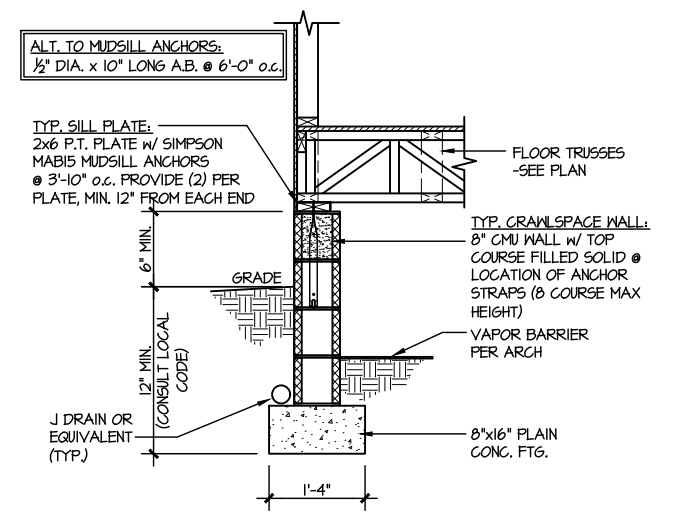 ALT. TO MUDSILL ANCHORS:
½" DIA. x 10" LONG A.B. @ 6'-0" o.c.
TYP. SILL PLATE:
2x6 P.T. PLATE w/ SIMPSON
MAB15 MUDSILL ANCHORS
@ 3'-10" o.c. PROVIDE (2) PER
PLATE, MIN. 12" FROM EACH END
FLOOR TRUSSES
-SEE PLAN
TYP. CRAWLSPACE WALL:
8" CMU WALL w/ TOP
COURSE FILLED SOLID @
LOCATION OF ANCHOR
STRAPS (8 COURSE MAX
HEIGHT)
6" MIN.
GRADE
VAPOR BARRIER
PER ARCH
12" MIN.
(CONSULT LOCAL
CODE)
J DRAIN OR
EQUIVALENT
(TYP.)
8"x16" PLAIN
CONC. FTG.
1'-4"